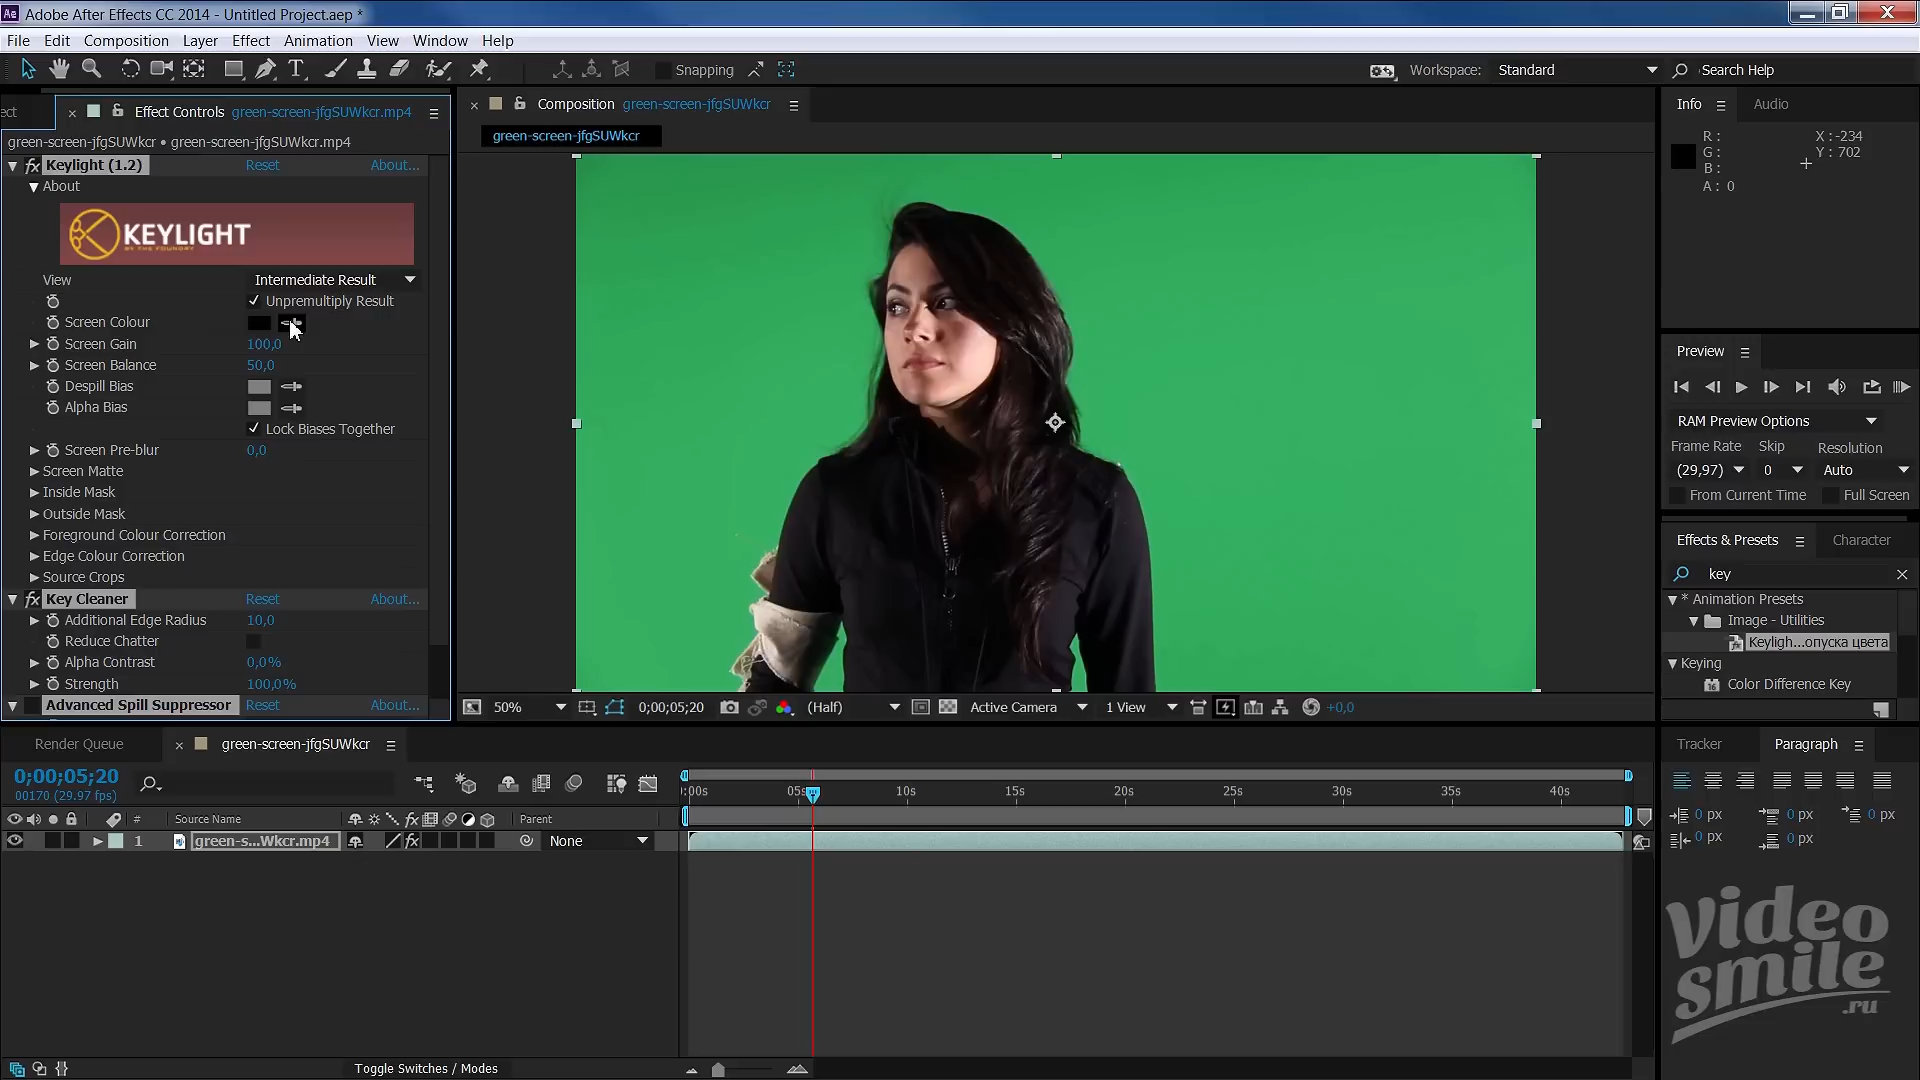 Adobe After Effects CC 2014 - Untitled Project.aep *
File Edit Composition Layer Effect Animation View Window Help
Snapping
Workspace: Standard
Search Help
ect
Effect Controls green-screen-jfgSUWkcr.mp4
green-screen-jfgSUWkcr • green-screen-jfgSUWkcr.mp4
Keylight (1.2) Reset About...
About
KEYLIGHT
BY THE FOUNDRY
View Intermediate Result
Unpremultiply Result
Screen Colour
Screen Gain 100,0
Screen Balance 50,0
Despill Bias
Alpha Bias
Lock Biases Together
Screen Pre-blur 0,0
Screen Matte
Inside Mask
Outside Mask
Foreground Colour Correction
Edge Colour Correction
Source Crops
Key Cleaner Reset About...
Additional Edge Radius 10,0
Reduce Chatter
Alpha Contrast 0,0%
Strength 100,0%
Advanced Spill Suppressor Reset About...
Composition green-screen-jfgSUWkcr
green-screen-jfgSUWkcr
50% 0;00;05;20 (Half) Active Camera 1 View +0,0
Info Audio
R : X : -234
G : Y : 702
B :
A : 0
Preview
RAM Preview Options
Frame Rate Skip Resolution
(29,97) 0 Auto
From Current Time Full Screen
Effects & Presets Character
key
* Animation Presets
Image - Utilities
Keyligh...опуска цвета
Keying
Color Difference Key
Render Queue green-screen-jfgSUWkcr
0;00;05;20
00170 (29.97 fps)
# Source Name Parent
1 green-s...Wkcr.mp4 None
:00s 05s 10s 15s 20s 25s 30s 35s 40s
Toggle Switches / Modes
Tracker Paragraph
0 px 0 px 0 px
0 px 0 px
video
smile
.ru